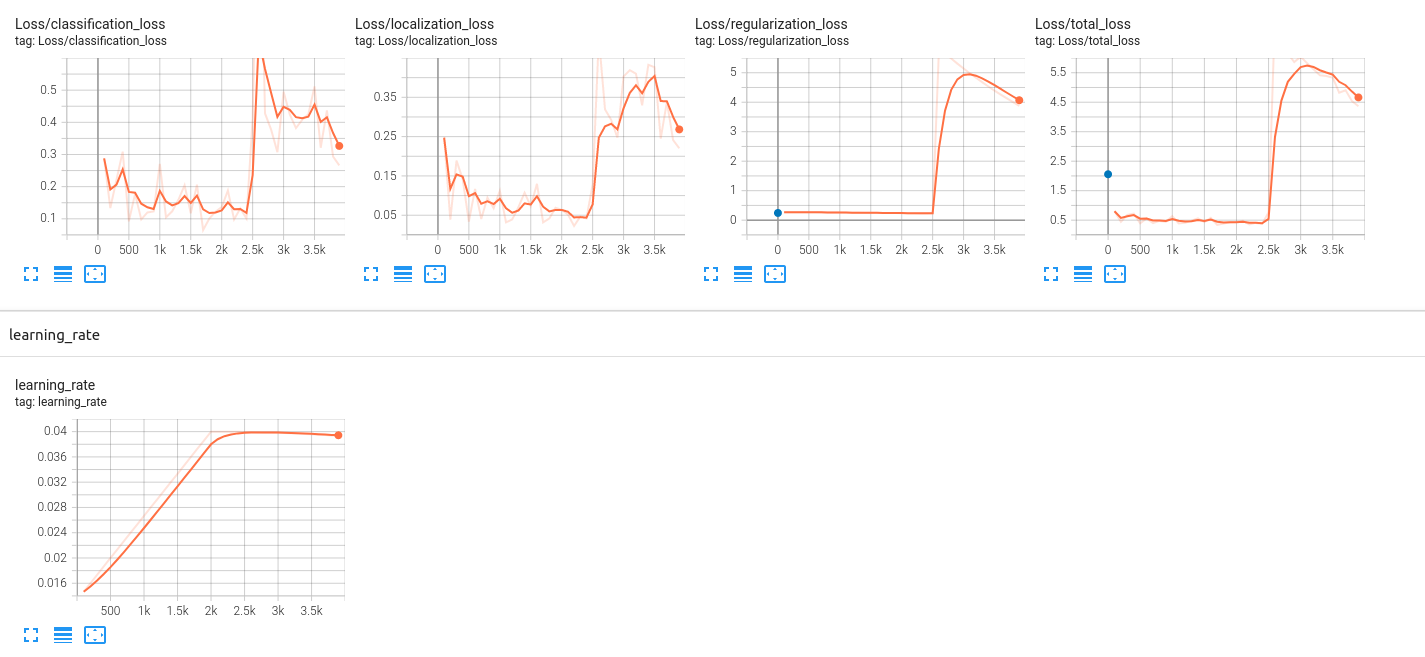 Loss/classification_loss
tag: Loss/classification_loss
0.5
0.4
0.3
0.2
0.1
0 500 1k 1.5k 2k 2.5k 3k 3.5k
Loss/localization_loss
tag: Loss/localization_loss
0.35
0.25
0.15
0.05
0 500 1k 1.5k 2k 2.5k 3k 3.5k
Loss/regularization_loss
tag: Loss/regularization_loss
5
4
3
2
1
0
0 500 1k 1.5k 2k 2.5k 3k 3.5k
Loss/total_loss
tag: Loss/total_loss
5.5
4.5
3.5
2.5
1.5
0.5
0 500 1k 1.5k 2k 2.5k 3k 3.5k
learning_rate
learning_rate
tag: learning_rate
0.04
0.036
0.032
0.028
0.024
0.02
0.016
500 1k 1.5k 2k 2.5k 3k 3.5k